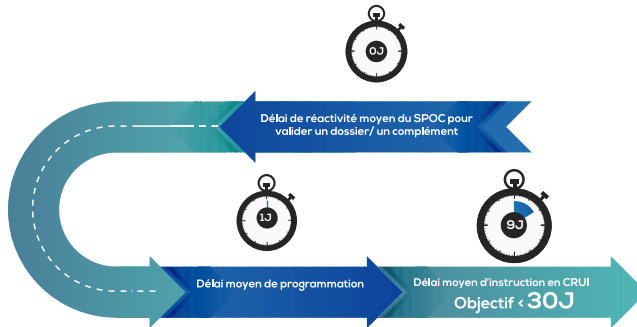 0J
Délai de réactivité moyen du SPOC pour
valider un dossier/ un complément
1J
9J
Délai moyen de programmation
Délai moyen d'instruction en CRUI
Objectif < 30J